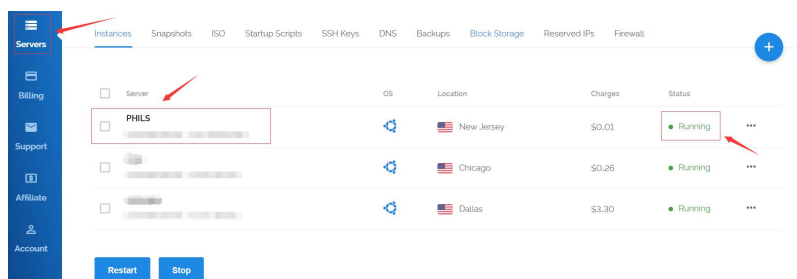 Servers
Billing
Support
Affiliate
Account
Instances Snapshots ISO Startup Scripts SSH Keys DNS Backups Block Storage Reserved IPs Firewall
+
Server OS Location Charges Status
PHILS
New Jersey $0.01 Running •••
Chicago $0.26 Running •••
Dallas $3.30 Running •••
Restart Stop